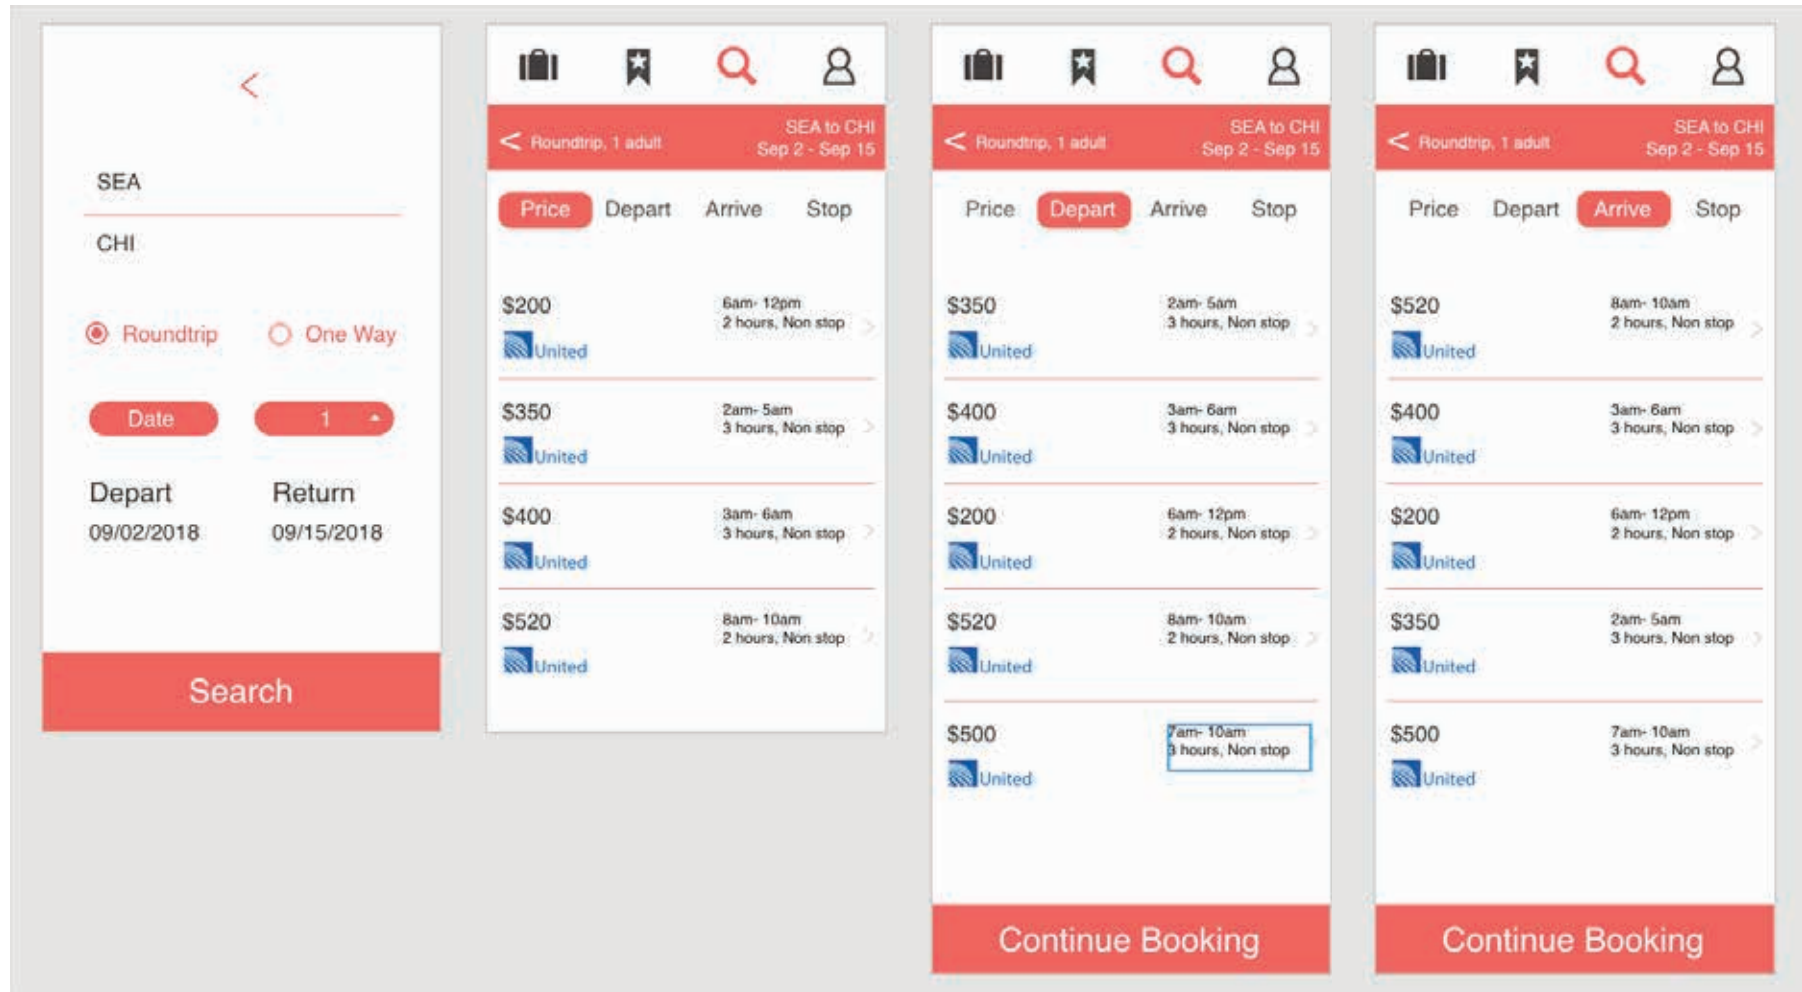 <
SEA
CHI
Roundtrip One Way
Date 1
Depart Return
09/02/2018 09/15/2018
Search
< Roundtrip, 1 adult SEA to CHI
Sep 2 - Sep 15
Price Depart Arrive Stop
$200 6am- 12pm
2 hours, Non stop >
United
$350 2am- 5am
3 hours, Non stop >
United
$400 3am- 6am
3 hours, Non stop >
United
$520 8am- 10am
2 hours, Non stop >
United
< Roundtrip, 1 adult SEA to CHI
Sep 2 - Sep 15
Price Depart Arrive Stop
$350 2am- 5am
3 hours, Non stop >
United
$400 3am- 6am
3 hours, Non stop >
United
$200 6am- 12pm
2 hours, Non stop >
United
$520 8am- 10am
2 hours, Non stop >
United
$500 7am- 10am
3 hours, Non stop
United
Continue Booking
< Roundtrip, 1 adult SEA to CHI
Sep 2 - Sep 15
Price Depart Arrive Stop
$520 8am- 10am
2 hours, Non stop >
United
$400 3am- 6am
3 hours, Non stop >
United
$200 6am- 12pm
2 hours, Non stop >
United
$350 2am- 5am
3 hours, Non stop >
United
$500 7am- 10am
3 hours, Non stop >
United
Continue Booking